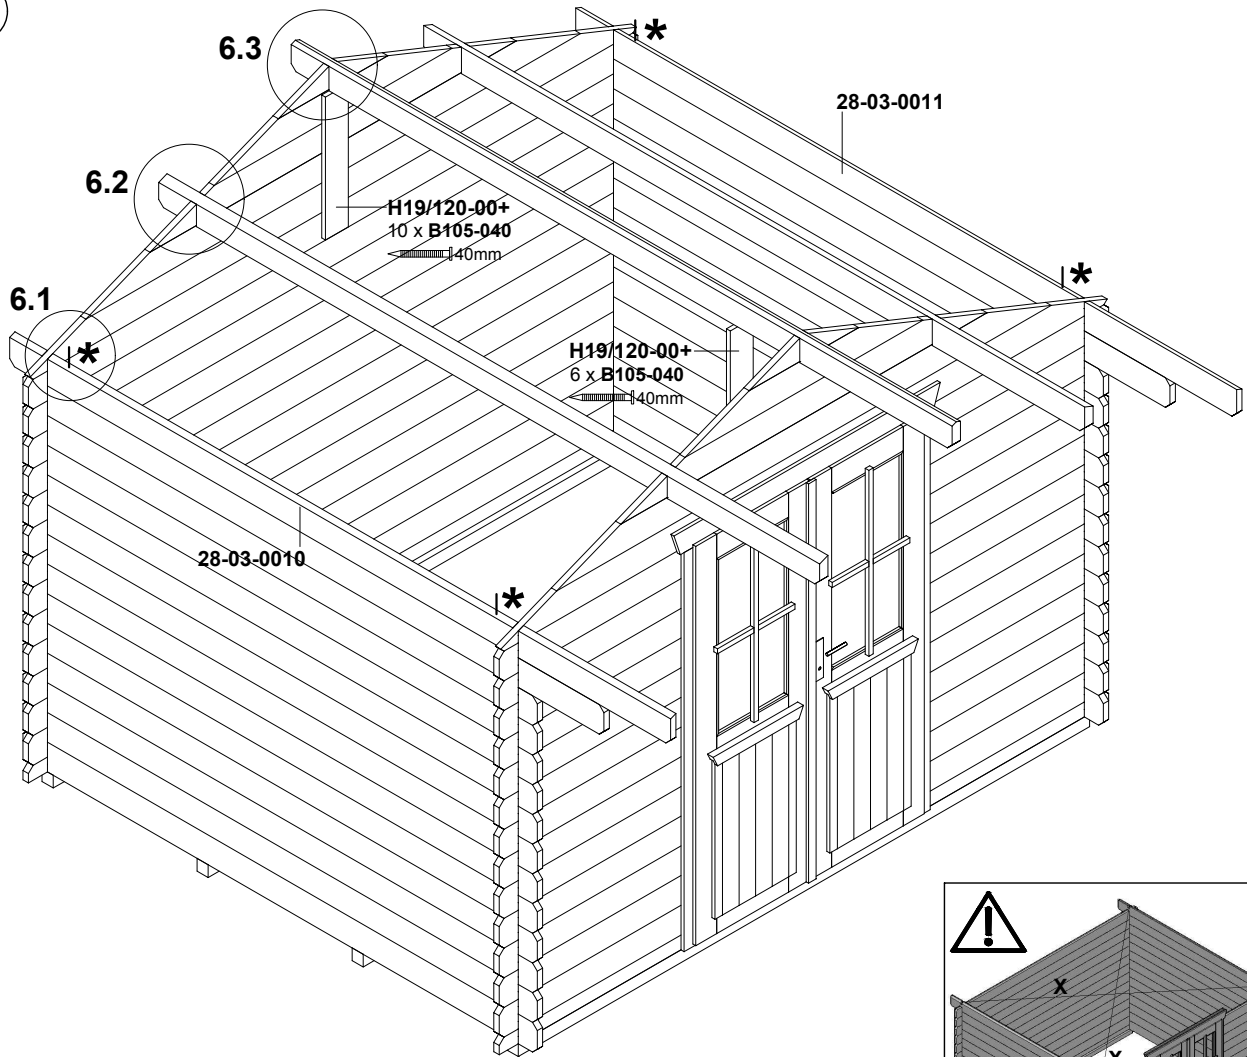 6.3
*
28-03-0011
6.2
H19/120-00+
10 x B105-040
40mm
*
6.1
*
H19/120-00+
6 x B105-040
40mm
28-03-0010
*
!
X
X